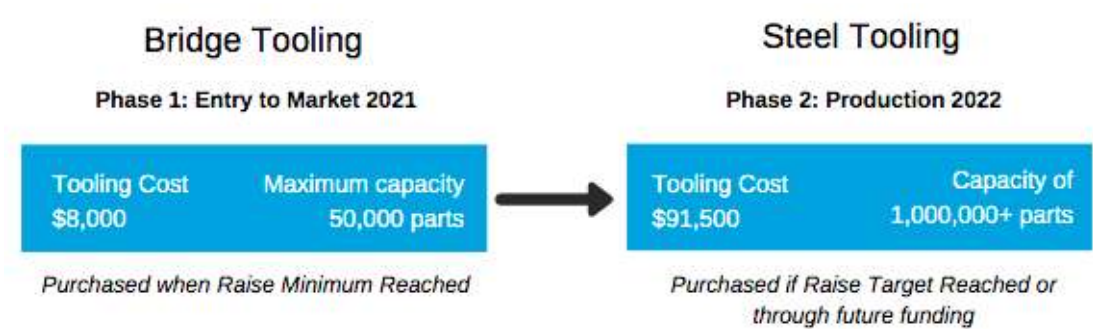 Bridge Tooling
Phase 1: Entry to Market 2021
Tooling Cost
$8,000
Maximum capacity
50,000 parts
Purchased when Raise Minimum Reached
Steel Tooling
Phase 2: Production 2022
Tooling Cost
$91,500
Capacity of
1,000,000+ parts
Purchased if Raise Target Reached or
through future funding